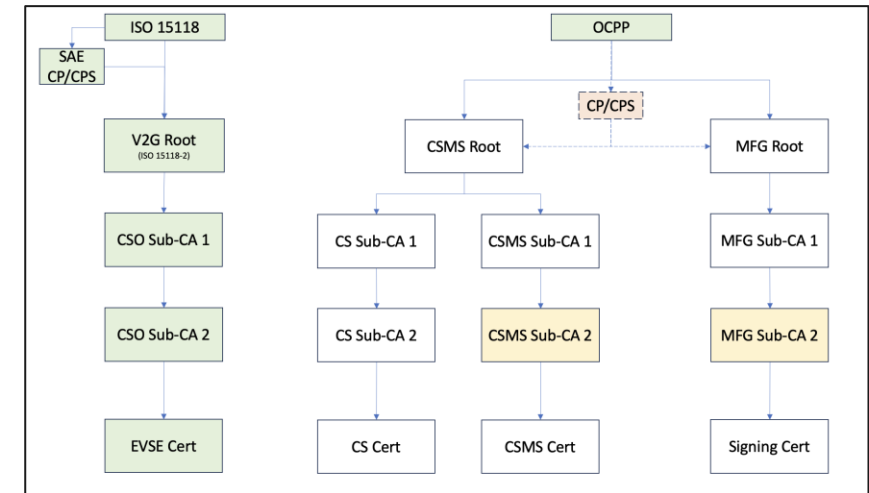 ISO 15118
OCPP
SAE
CP/CPS
CP/CPS
V2G Root
(ISO 15118-2)
CSMS Root
MFG Root
CSO Sub-CA 1
CS Sub-CA 1
CSMS Sub-CA 1
MFG Sub-CA 1
CSO Sub-CA 2
CS Sub-CA 2
CSMS Sub-CA 2
MFG Sub-CA 2
EVSE Cert
CS Cert
CSMS Cert
Signing Cert